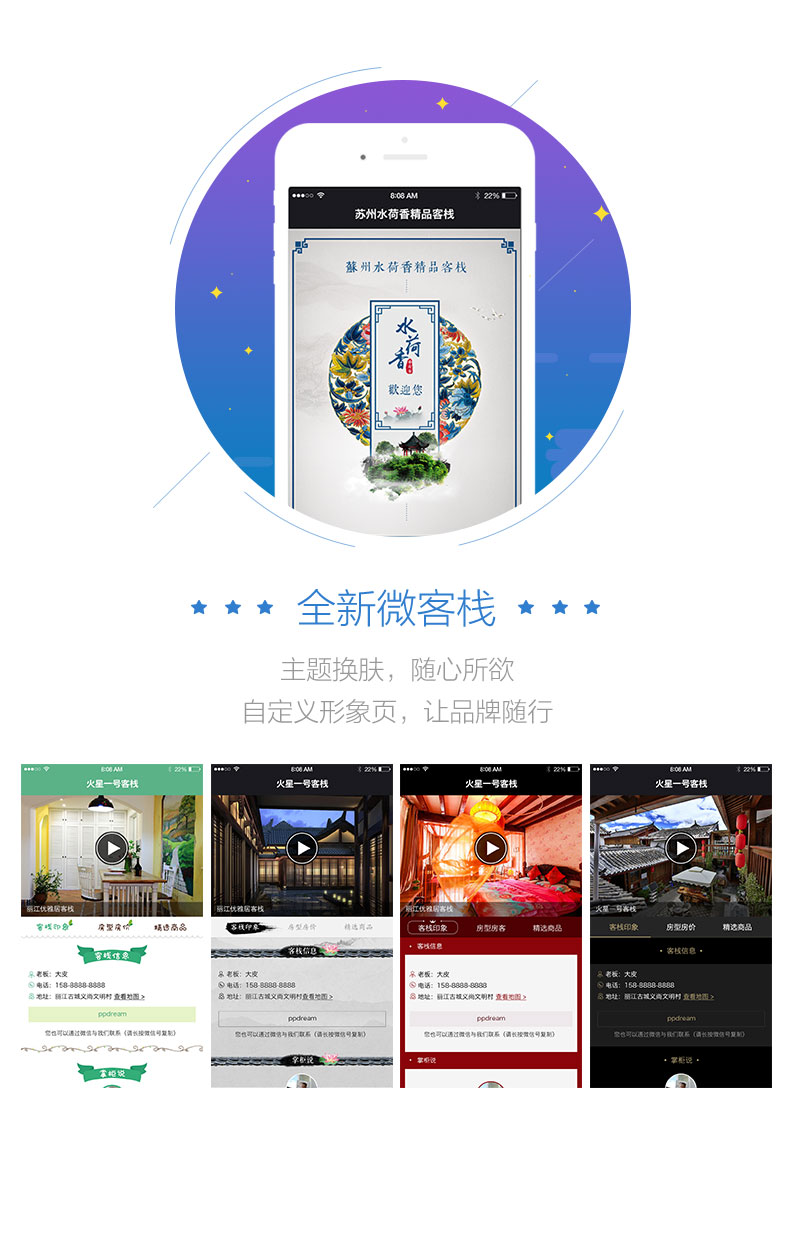 8:08 AM
22%
苏州水荷香精品客栈
蘇州水荷香精品客栈
水荷香
歡迎您
全新微客栈
主题换肤，随心所欲
自定义形象页，让品牌随行
8:08 AM 22%
火星一号客栈
丽江优雅居客栈
客栈印象 房型房价 精选商品
客栈信息
老板：大皮
电话：158-8888-8888
地址：丽江古城义尚文明村 查看地图 >
ppdream
您也可以通过微信与我们联系（请长按微信号复制）
掌柜说
8:08 AM 22%
火星一号客栈
丽江优雅居客栈
客栈印象 房型房价 精选商品
客栈信息
老板：大皮
电话：158-8888-8888
地址：丽江古城义尚文明村 查看地图 >
ppdream
您也可以通过微信与我们联系（请长按微信号复制）
掌柜说
8:08 AM 22%
火星一号客栈
丽江优雅居客栈
客栈印象 房型房客 精选商品
客栈信息
老板：大皮
电话：158-8888-8888
地址：丽江古城义尚文明村 查看地图 >
ppdream
您也可以通过微信与我们联系（请长按微信号复制）
掌柜说
8:08 AM 22%
火星一号客栈
火星一号客栈
客栈印象 房型房价 精选商品
客栈信息
老板：大皮
电话：158-8888-8888
地址：丽江古城义尚文明村 查看地图 >
ppdream
您也可以通过微信与我们联系（请长按微信号复制）
掌柜说